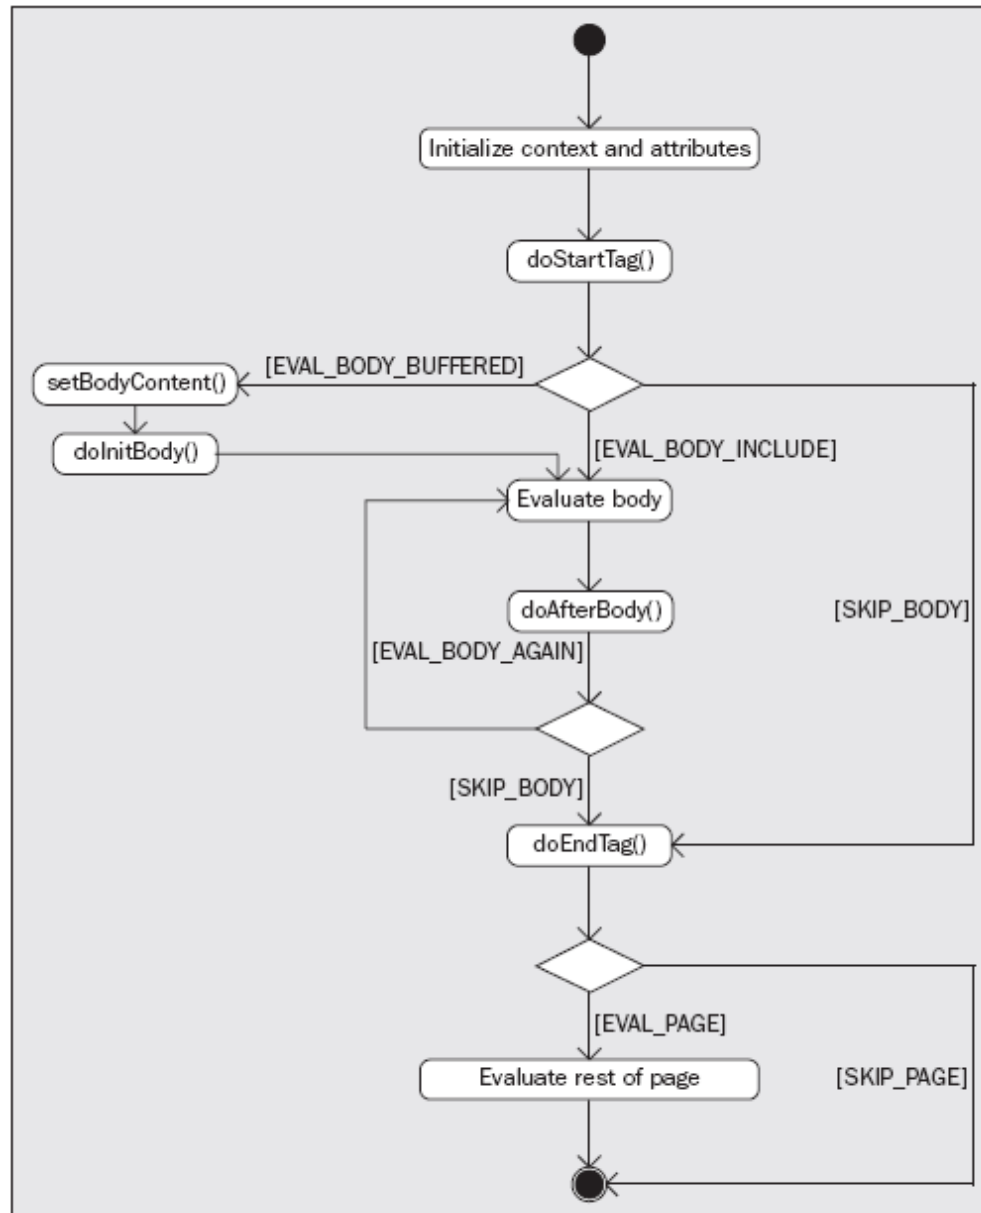 Initialize context and attributes
doStartTag()
[EVAL_BODY_BUFFERED]
setBodyContent()
doInitBody()
[EVAL_BODY_INCLUDE]
Evaluate body
doAfterBody()
[SKIP_BODY]
[EVAL_BODY_AGAIN]
[SKIP_BODY]
doEndTag()
[EVAL_PAGE]
Evaluate rest of page
[SKIP_PAGE]